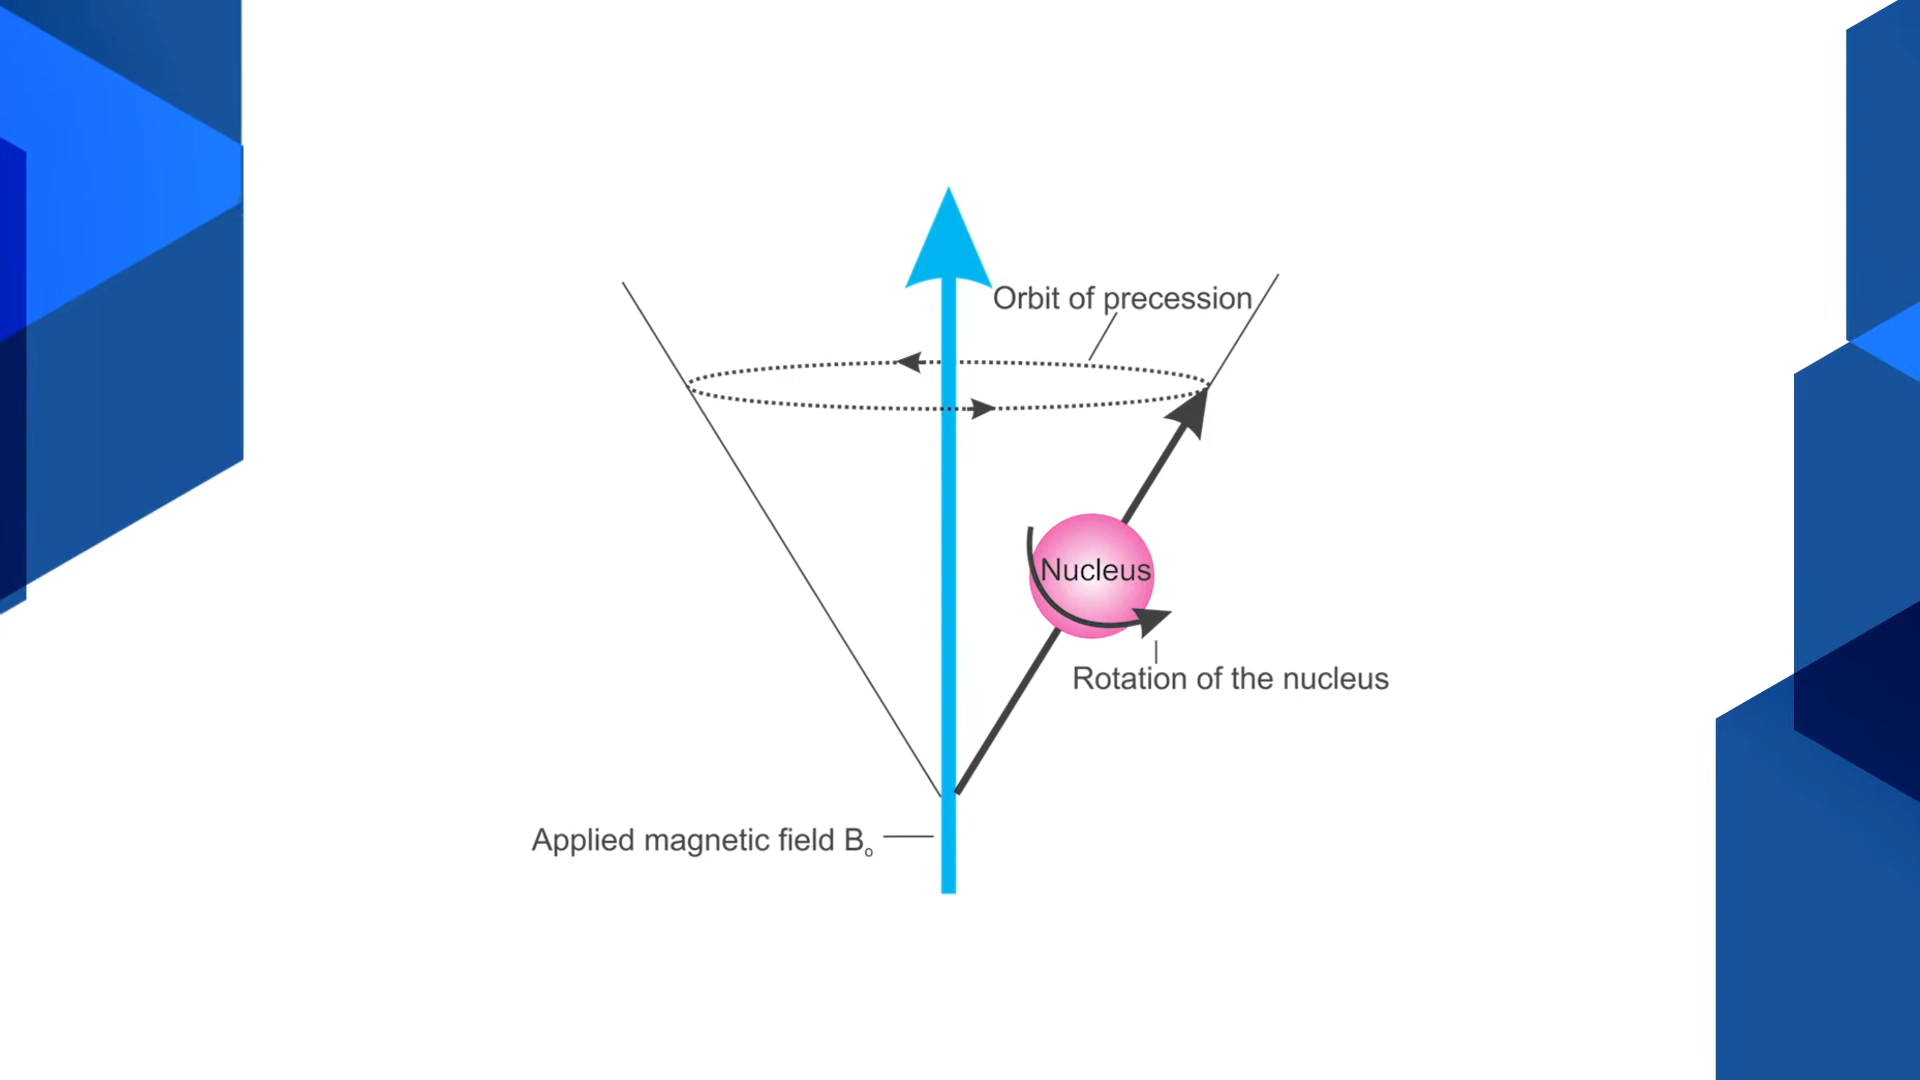 Orbit of precession
Nucleus
Rotation of the nucleus
Applied magnetic field Bₒ